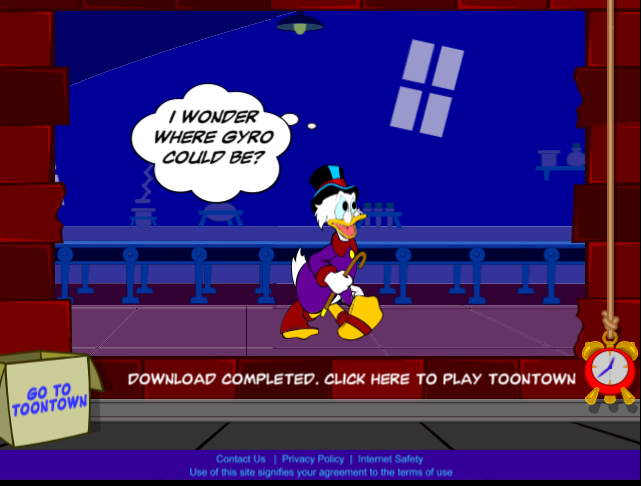 I WONDER
WHERE GYRO
COULD BE?
GO TO
TOONTOWN
DOWNLOAD COMPLETED. CLICK HERE TO PLAY TOONTOWN
Contact Us | Privacy Policy | Internet Safety
Use of this site signifies your agreement to the terms of use